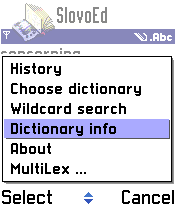 SlovoEd
.Abc
concerning
History
Choose dictionary
Wildcard search
Dictionary info
About
MultiLex ...
Select
Cancel